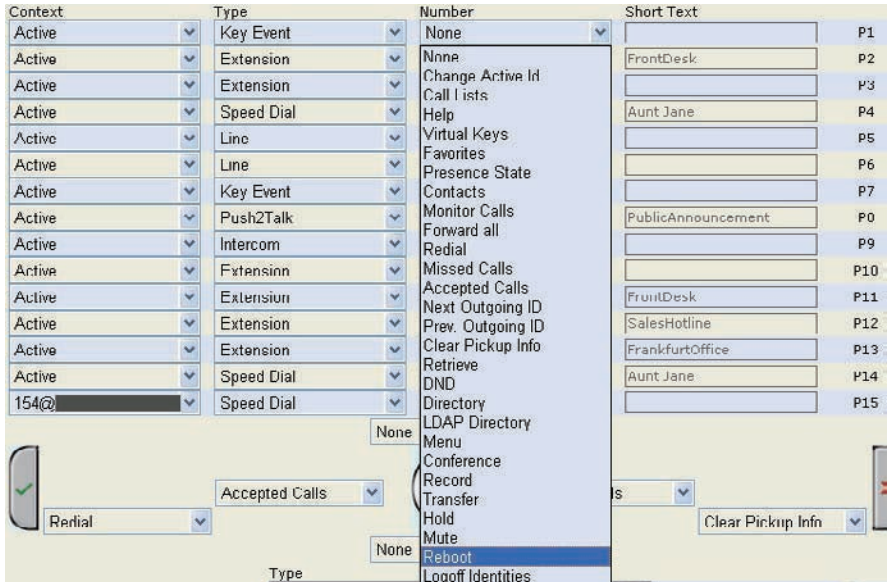 Context Type Number Short Text
Active Key Event None P1
Active Extension FrontDesk P2
Active Extension P3
Active Speed Dial Aunt Jane P4
Active Line P5
Active Line P6
Active Key Event P7
Active Push2Talk PublicAnnouncement
Active Intercom P9
Active Extension P10
Active Extension FrontDesk P11
Active Extension SalesHotline P12
Active Extension FrankfurtOffice P13
Active Speed Dial Aunt Jane P14
154@ Speed Dial P15
None
Change Active Id
Call Lists
Help
Virtual Keys
Favorites
Presence State
Contacts
Monitor Calls
Forward all
Redial
Missed Calls
Accepted Calls
Next Outgoing ID
Prev. Outgoing ID
Clear Pickup Info
Retrieve
DND
Directory
LDAP Directory
Menu
Conference
Record
Transfer
Hold
Mute
Reboot
Logoff Identities
None
Accepted Calls ls
Redial Clear Pickup Info
None
Type